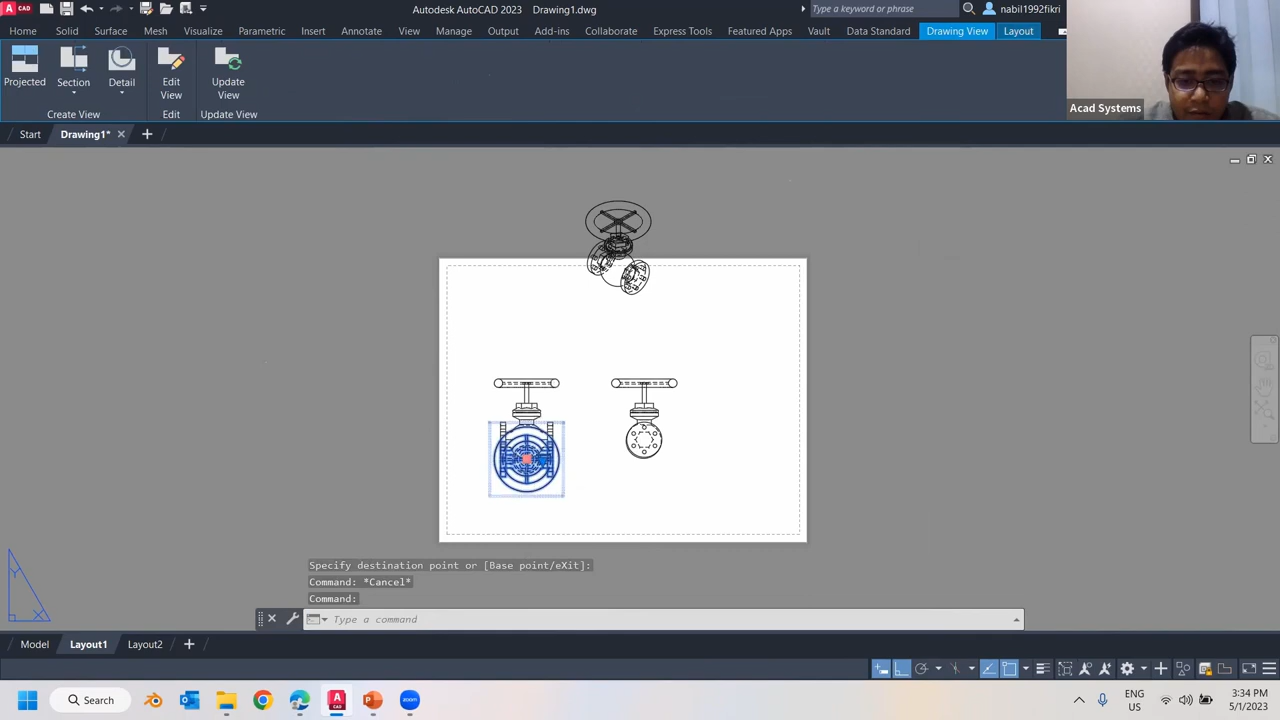 CAD
Autodesk AutoCAD 2023 Drawing1.dwg
Type a keyword or phrase
nabil1992fikri
Home Solid Surface Mesh Visualize Parametric Insert Annotate View Manage Output Add-ins Collaborate Express Tools Featured Apps Vault Data Standard Drawing View Layout
Projected Section Detail Edit View Update View
Create View Edit Update View
Acad Systems
Start Drawing1*
Specify destination point or [Base point/eXit]:
Command: *Cancel*
Command:
Type a command
Y
X
Model Layout1 Layout2
Search
ENG
US
3:34 PM
5/1/2023